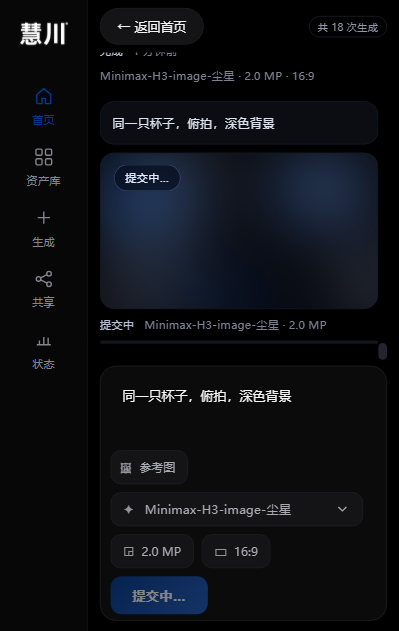 慧川
← 返回首页
共 18 次生成
首页
资产库
生成
共享
状态
Minimax-H3-image-尘星 · 2.0 MP · 16:9
同一只杯子，俯拍，深色背景
提交中...
提交中 Minimax-H3-image-尘星 · 2.0 MP
同一只杯子，俯拍，深色背景
参考图
Minimax-H3-image-尘星
2.0 MP 16:9
提交中...